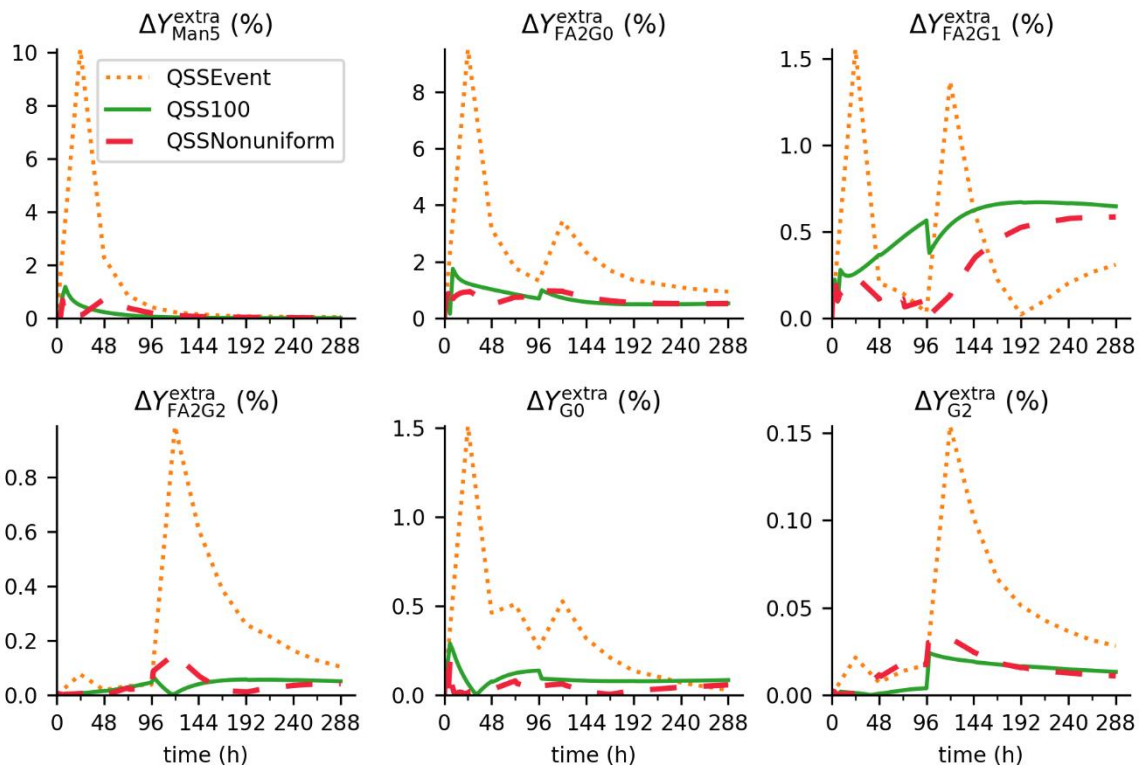 ΔY^extra_Man5 (%)
ΔY^extra_FA2G0 (%)
ΔY^extra_FA2G1 (%)
10
8
6
4
2
0
QSSEvent
QSS100
QSSNonuniform
0 48 96 144 192 240 288
8
6
4
2
0
0 48 96 144 192 240 288
1.5
1.0
0.5
0.0
0 48 96 144 192 240 288
ΔY^extra_FA2G2 (%)
ΔY^extra_G0 (%)
ΔY^extra_G2 (%)
0.8
0.6
0.4
0.2
0.0
0 48 96 144 192 240 288
time (h)
1.5
1.0
0.5
0.0
0 48 96 144 192 240 288
time (h)
0.15
0.10
0.05
0.00
0 48 96 144 192 240 288
time (h)